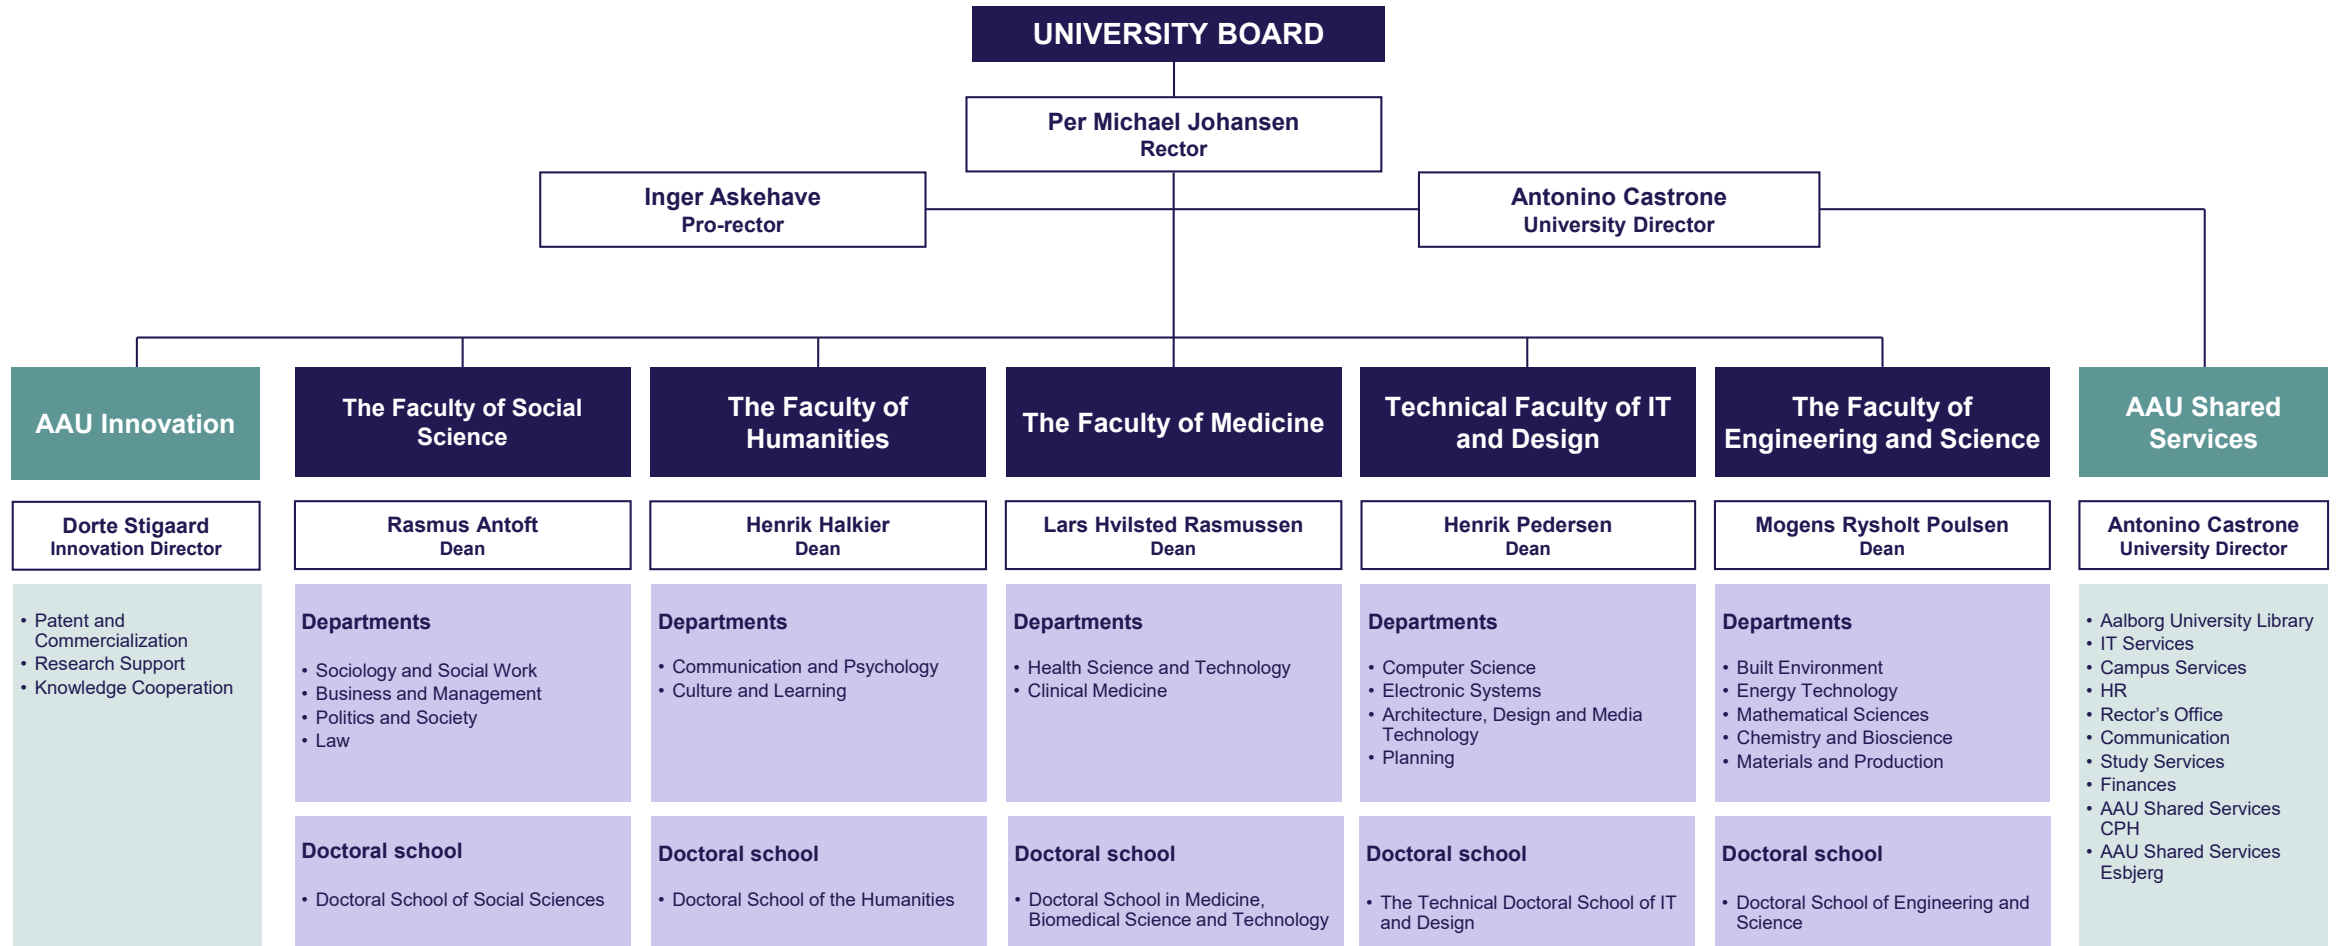 UNIVERSITY BOARD
Per Michael Johansen
Rector
Inger Askehave
Pro-rector
Antonino Castrone
University Director
AAU Innovation
Dorte Stigaard
Innovation Director
• Patent and
Commercialization
• Research Support
• Knowledge Cooperation
The Faculty of Social
Science
Rasmus Antoft
Dean
Departments
• Sociology and Social Work
• Business and Management
• Politics and Society
• Law
Doctoral school
• Doctoral School of Social Sciences
The Faculty of
Humanities
Henrik Halkier
Dean
Departments
• Communication and Psychology
• Culture and Learning
Doctoral school
• Doctoral School of the Humanities
The Faculty of Medicine
Lars Hvilsted Rasmussen
Dean
Departments
• Health Science and Technology
• Clinical Medicine
Doctoral school
• Doctoral School in Medicine,
Biomedical Science and Technology
Technical Faculty of IT
and Design
Henrik Pedersen
Dean
Departments
• Computer Science
• Electronic Systems
• Architecture, Design and Media
Technology
• Planning
Doctoral school
• The Technical Doctoral School of IT
and Design
The Faculty of
Engineering and Science
Mogens Rysholt Poulsen
Dean
Departments
• Built Environment
• Energy Technology
• Mathematical Sciences
• Chemistry and Bioscience
• Materials and Production
Doctoral school
• Doctoral School of Engineering and
Science
AAU Shared
Services
Antonino Castrone
University Director
• Aalborg University Library
• IT Services
• Campus Services
• HR
• Rector’s Office
• Communication
• Study Services
• Finances
• AAU Shared Services
CPH
• AAU Shared Services
Esbjerg